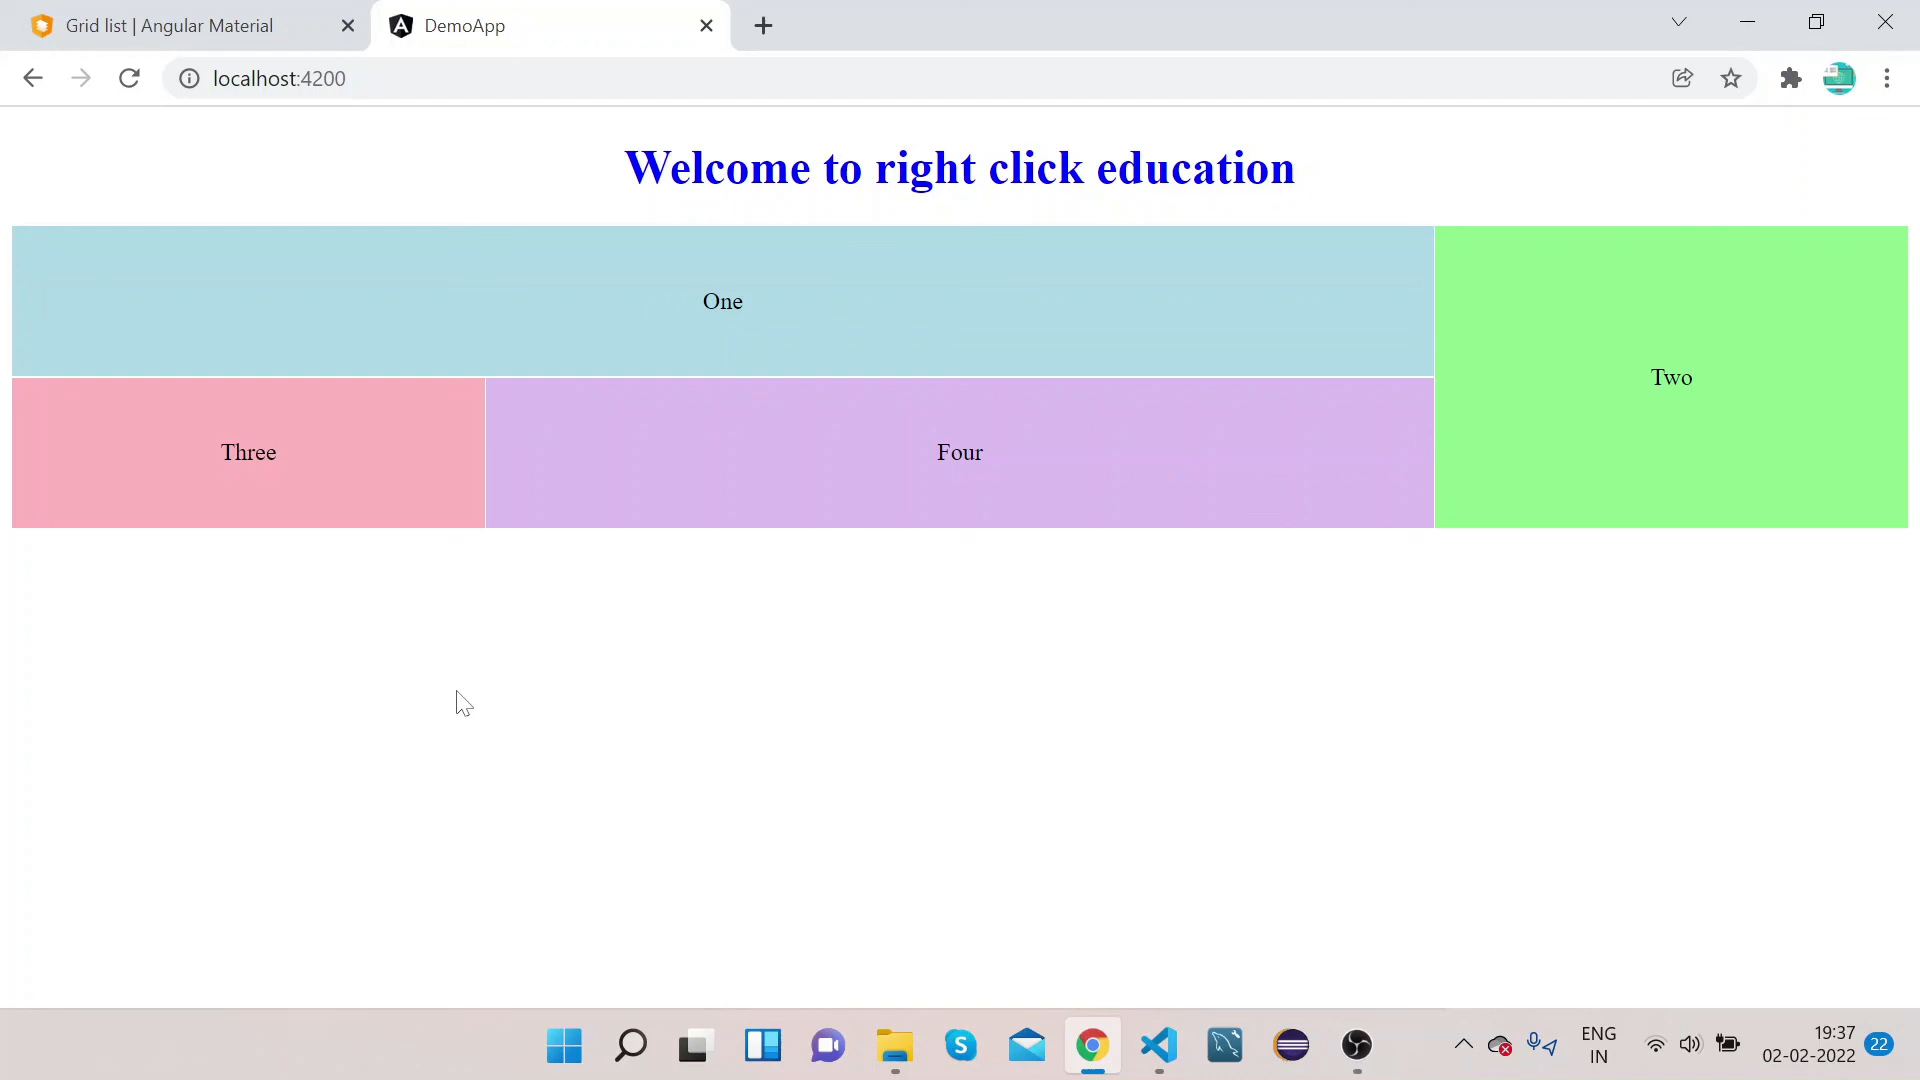 Grid list | Angular Material
DemoApp
localhost:4200
Welcome to right click education
One
Two
Three
Four
ENG
IN
19:37
02-02-2022
22